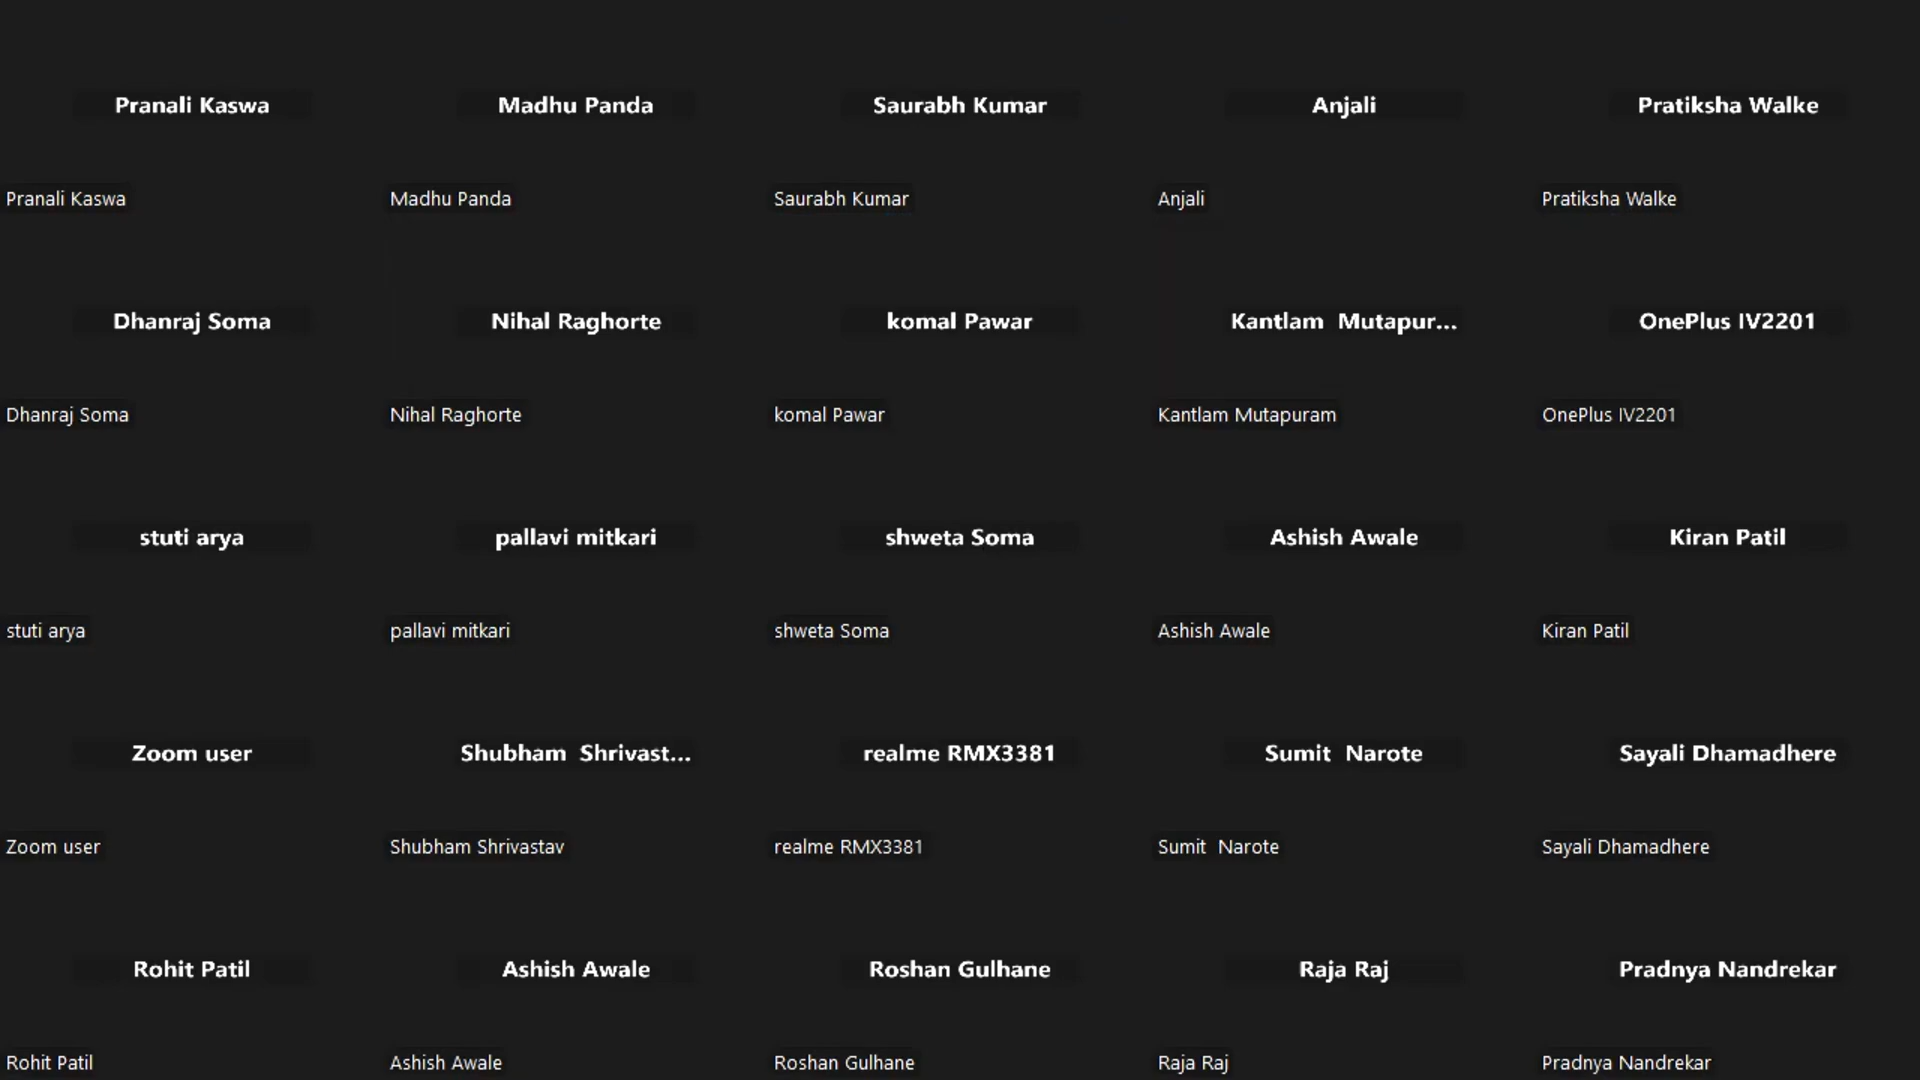 Pranali Kaswa
Madhu Panda
Saurabh Kumar
Anjali
Pratiksha Walke
Pranali Kaswa
Madhu Panda
Saurabh Kumar
Anjali
Pratiksha Walke
Dhanraj Soma
Nihal Raghorte
komal Pawar
Kantlam  Mutapur...
OnePlus IV2201
Dhanraj Soma
Nihal Raghorte
komal Pawar
Kantlam Mutapuram
OnePlus IV2201
stuti arya
pallavi mitkari
shweta Soma
Ashish Awale
Kiran Patil
stuti arya
pallavi mitkari
shweta Soma
Ashish Awale
Kiran Patil
Zoom user
Shubham  Shrivast...
realme RMX3381
Sumit  Narote
Sayali Dhamadhere
Zoom user
Shubham Shrivastav
realme RMX3381
Sumit  Narote
Sayali Dhamadhere
Rohit Patil
Ashish Awale
Roshan Gulhane
Raja Raj
Pradnya Nandrekar
Rohit Patil
Ashish Awale
Roshan Gulhane
Raja Raj
Pradnya Nandrekar